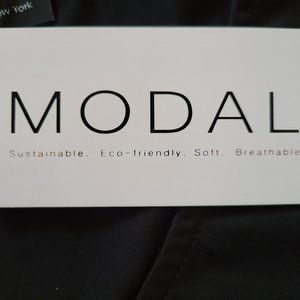 York
MODAL
Sustainable. Eco-friendly. Soft. Breathable